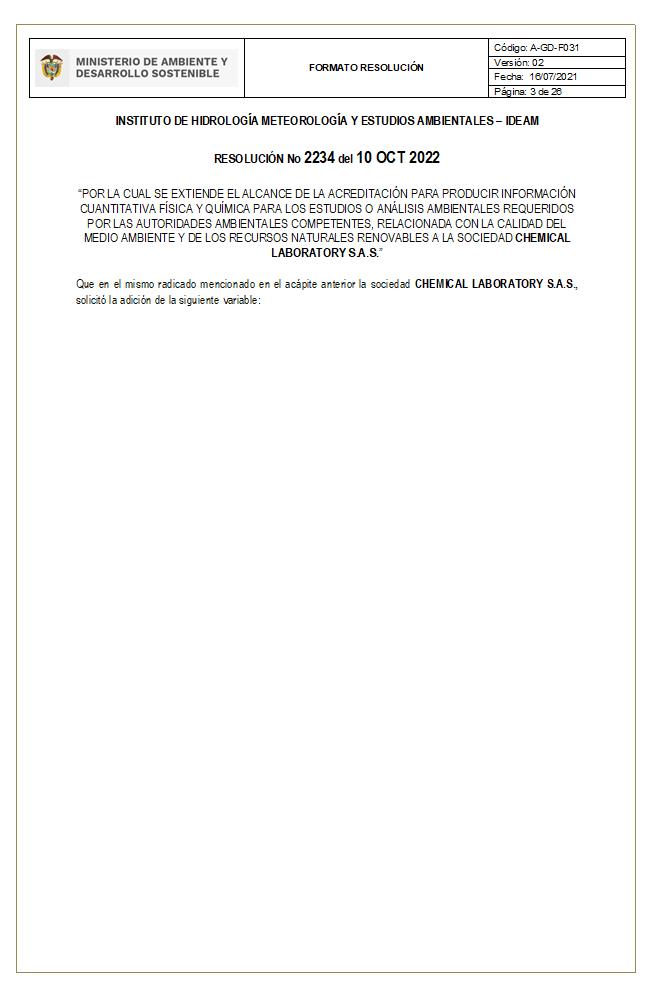 MINISTERIO DE AMBIENTE Y
DESARROLLO SOSTENIBLE
FORMATO RESOLUCIÓN
Código: A-GD-F031
Versión: 02
Fecha: 16/07/2021
Página: 3 de 26
INSTITUTO DE HIDROLOGÍA METEOROLOGÍA Y ESTUDIOS AMBIENTALES – IDEAM
RESOLUCIÓN No 2234 del 10 OCT 2022
“POR LA CUAL SE EXTIENDE EL ALCANCE DE LA ACREDITACIÓN PARA PRODUCIR INFORMACIÓN
CUANTITATIVA FÍSICA Y QUÍMICA PARA LOS ESTUDIOS O ANÁLISIS AMBIENTALES REQUERIDOS
POR LAS AUTORIDADES AMBIENTALES COMPETENTES, RELACIONADA CON LA CALIDAD DEL
MEDIO AMBIENTE Y DE LOS RECURSOS NATURALES RENOVABLES A LA SOCIEDAD CHEMICAL
LABORATORY S.A.S.”
Que en el mismo radicado mencionado en el acápite anterior la sociedad CHEMICAL LABORATORY S.A.S.,
solicitó la adición de la siguiente variable: